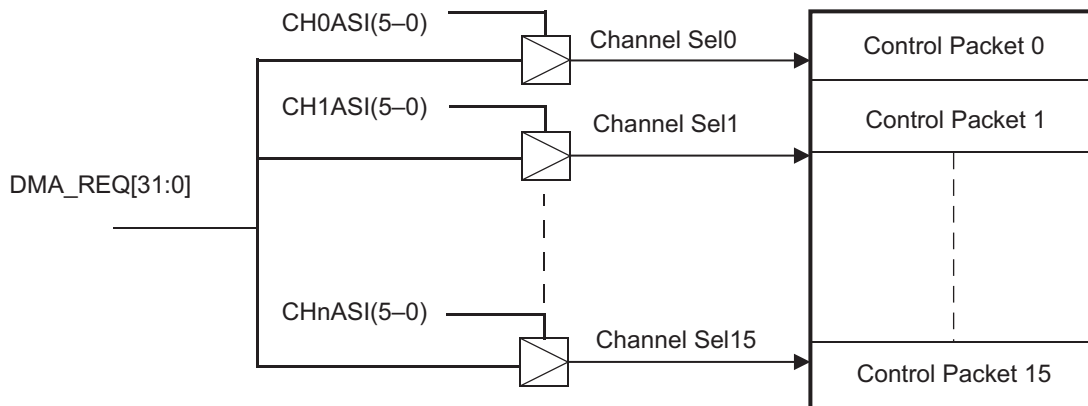 CH0ASI(5–0)
Channel Sel0
Control Packet 0
CH1ASI(5–0)
Channel Sel1
Control Packet 1
DMA_REQ[31:0]
CHnASI(5–0)
Channel Sel15
Control Packet 15